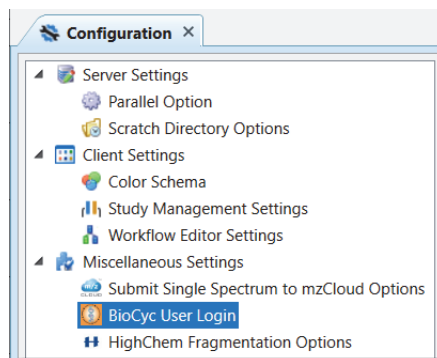 Configuration
Server Settings
Parallel Option
Scratch Directory Options
Client Settings
Color Schema
Study Management Settings
Workflow Editor Settings
Miscellaneous Settings
Submit Single Spectrum to mzCloud Options
BioCyc User Login
HighChem Fragmentation Options